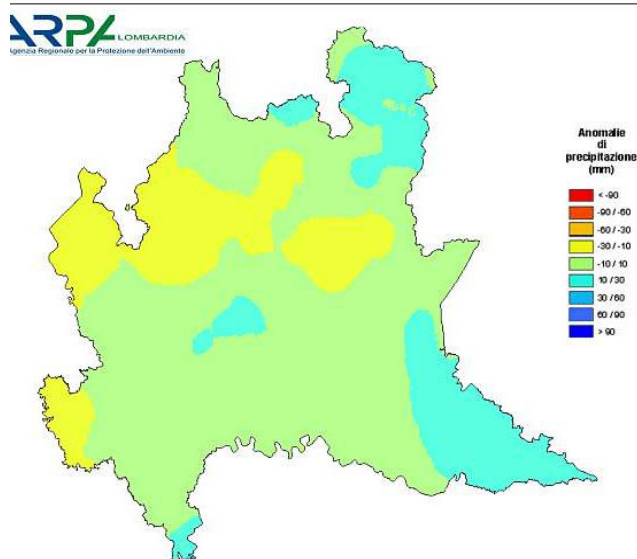 ARPA LOMBARDIA
Agenzia Regionale per la Protezione dell'Ambiente
Anomalie
di
precipitazione
(mm)
< -90
-90 / -60
-60 / -30
-30 / -10
-10 / 10
10 / 30
30 / 60
60 / 90
> 90